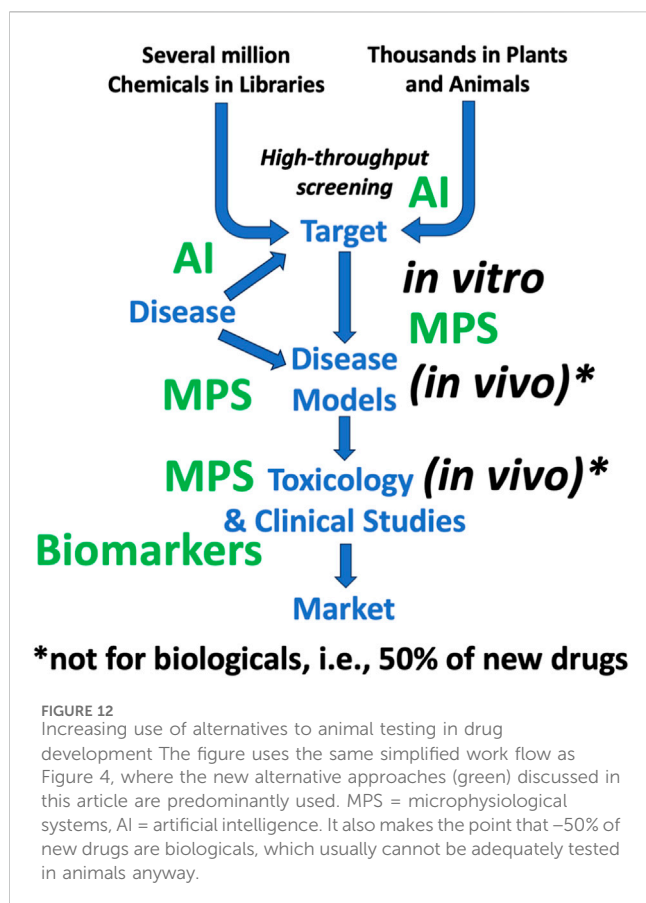 Several million
Chemicals in Libraries
Thousands in Plants
and Animals
High-throughput
screening
AI
Target
AI
in vitro
Disease
MPS
Disease
Models
(in vivo)*
MPS
MPS Toxicology (in vivo)*
& Clinical Studies
Biomarkers
Market
*not for biologicals, i.e., 50% of new drugs
FIGURE 12
Increasing use of alternatives to animal testing in drug
development The figure uses the same simplified work flow as
Figure 4, where the new alternative approaches (green) discussed in
this article are predominantly used. MPS = microphysiological
systems, AI = artificial intelligence. It also makes the point that ~50% of
new drugs are biologicals, which usually cannot be adequately tested
in animals anyway.